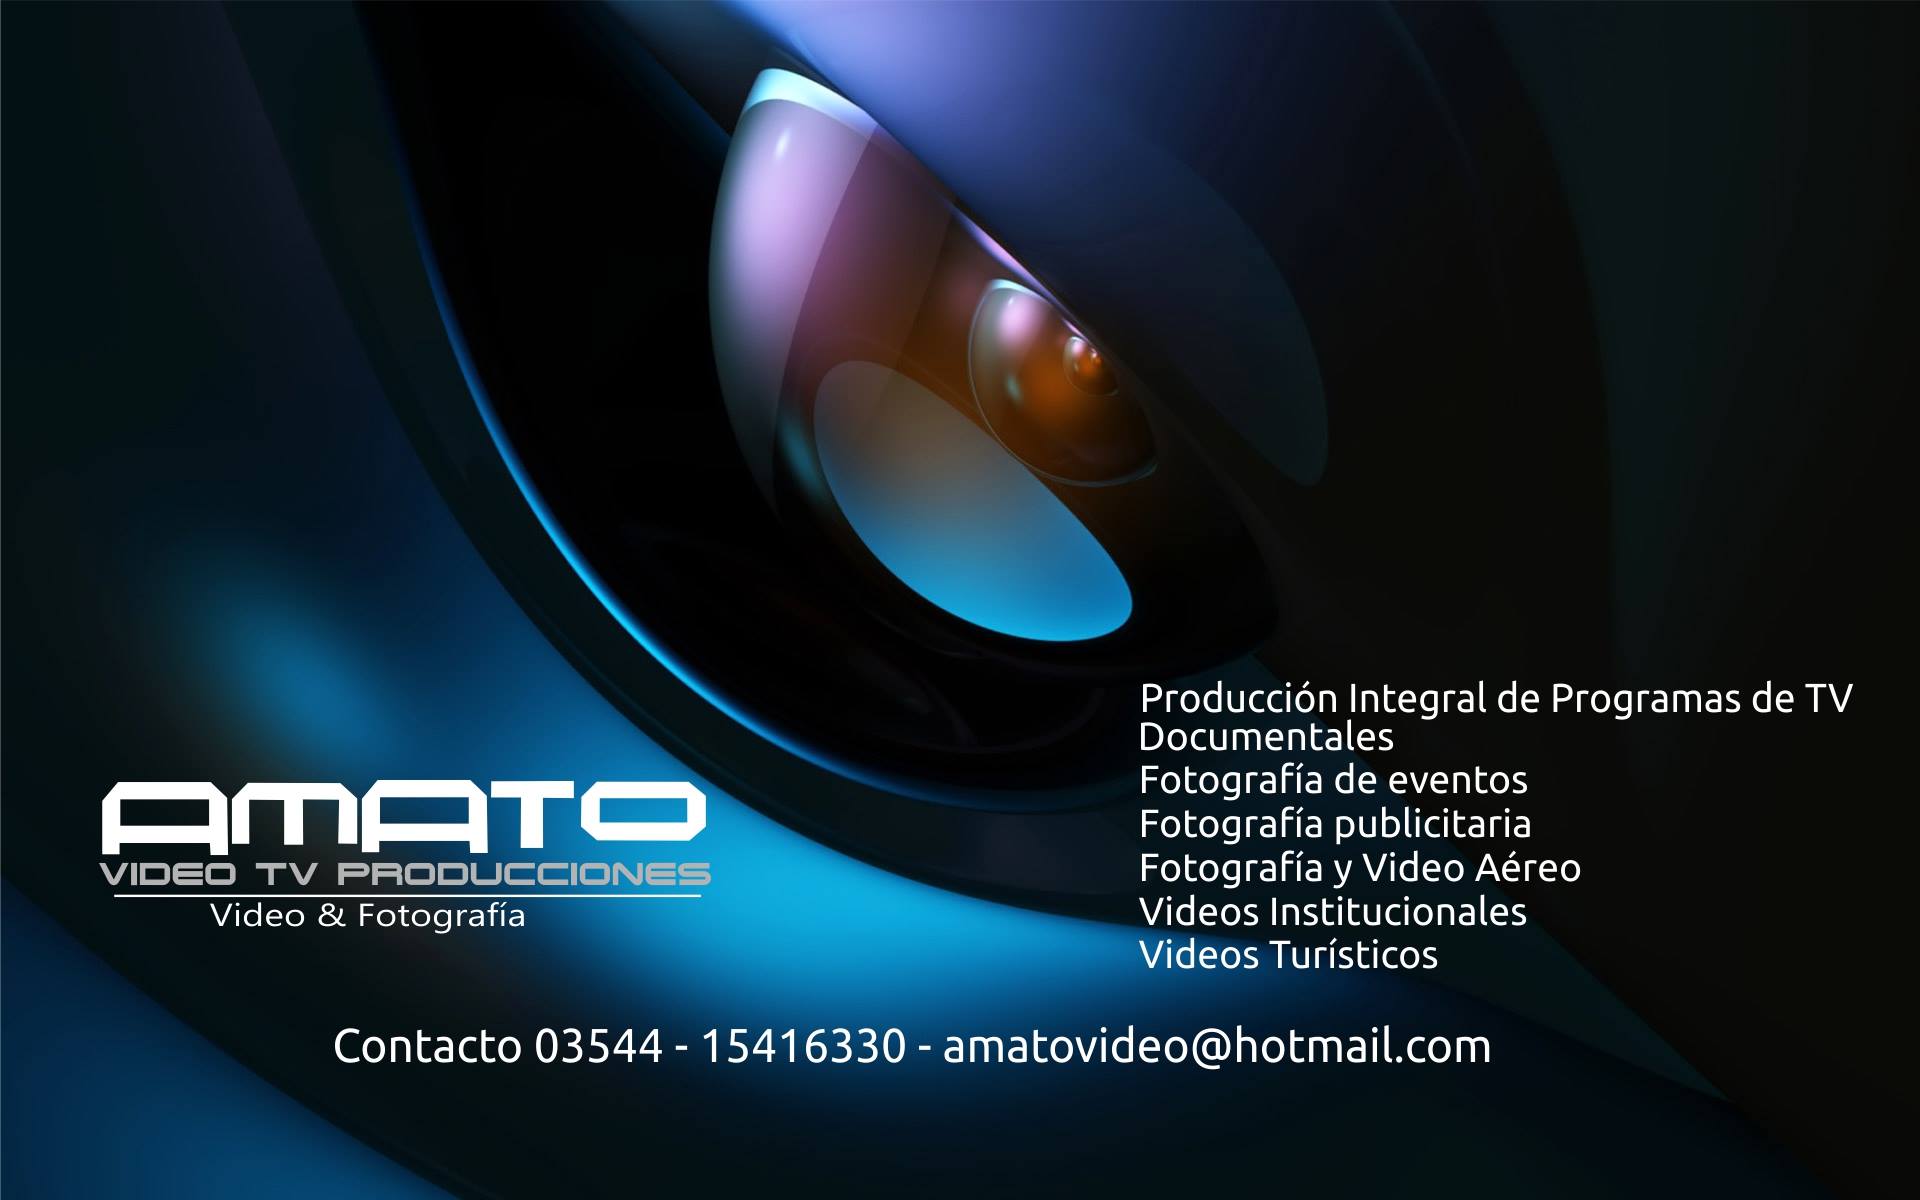 AMATO
VIDEO TV PRODUCCIONES
Video & Fotografía
Producción Integral de Programas de TV
Documentales
Fotografía de eventos
Fotografía publicitaria
Fotografía y Video Aéreo
Videos Institucionales
Videos Turísticos
Contacto 03544 - 15416330 - amatovideo@hotmail.com